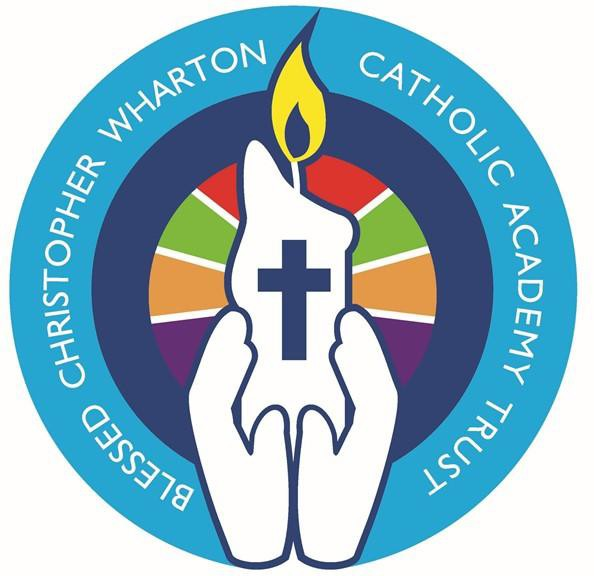 BLESSED CHRISTOPHER WHARTON
CATHOLIC ACADEMY TRUST